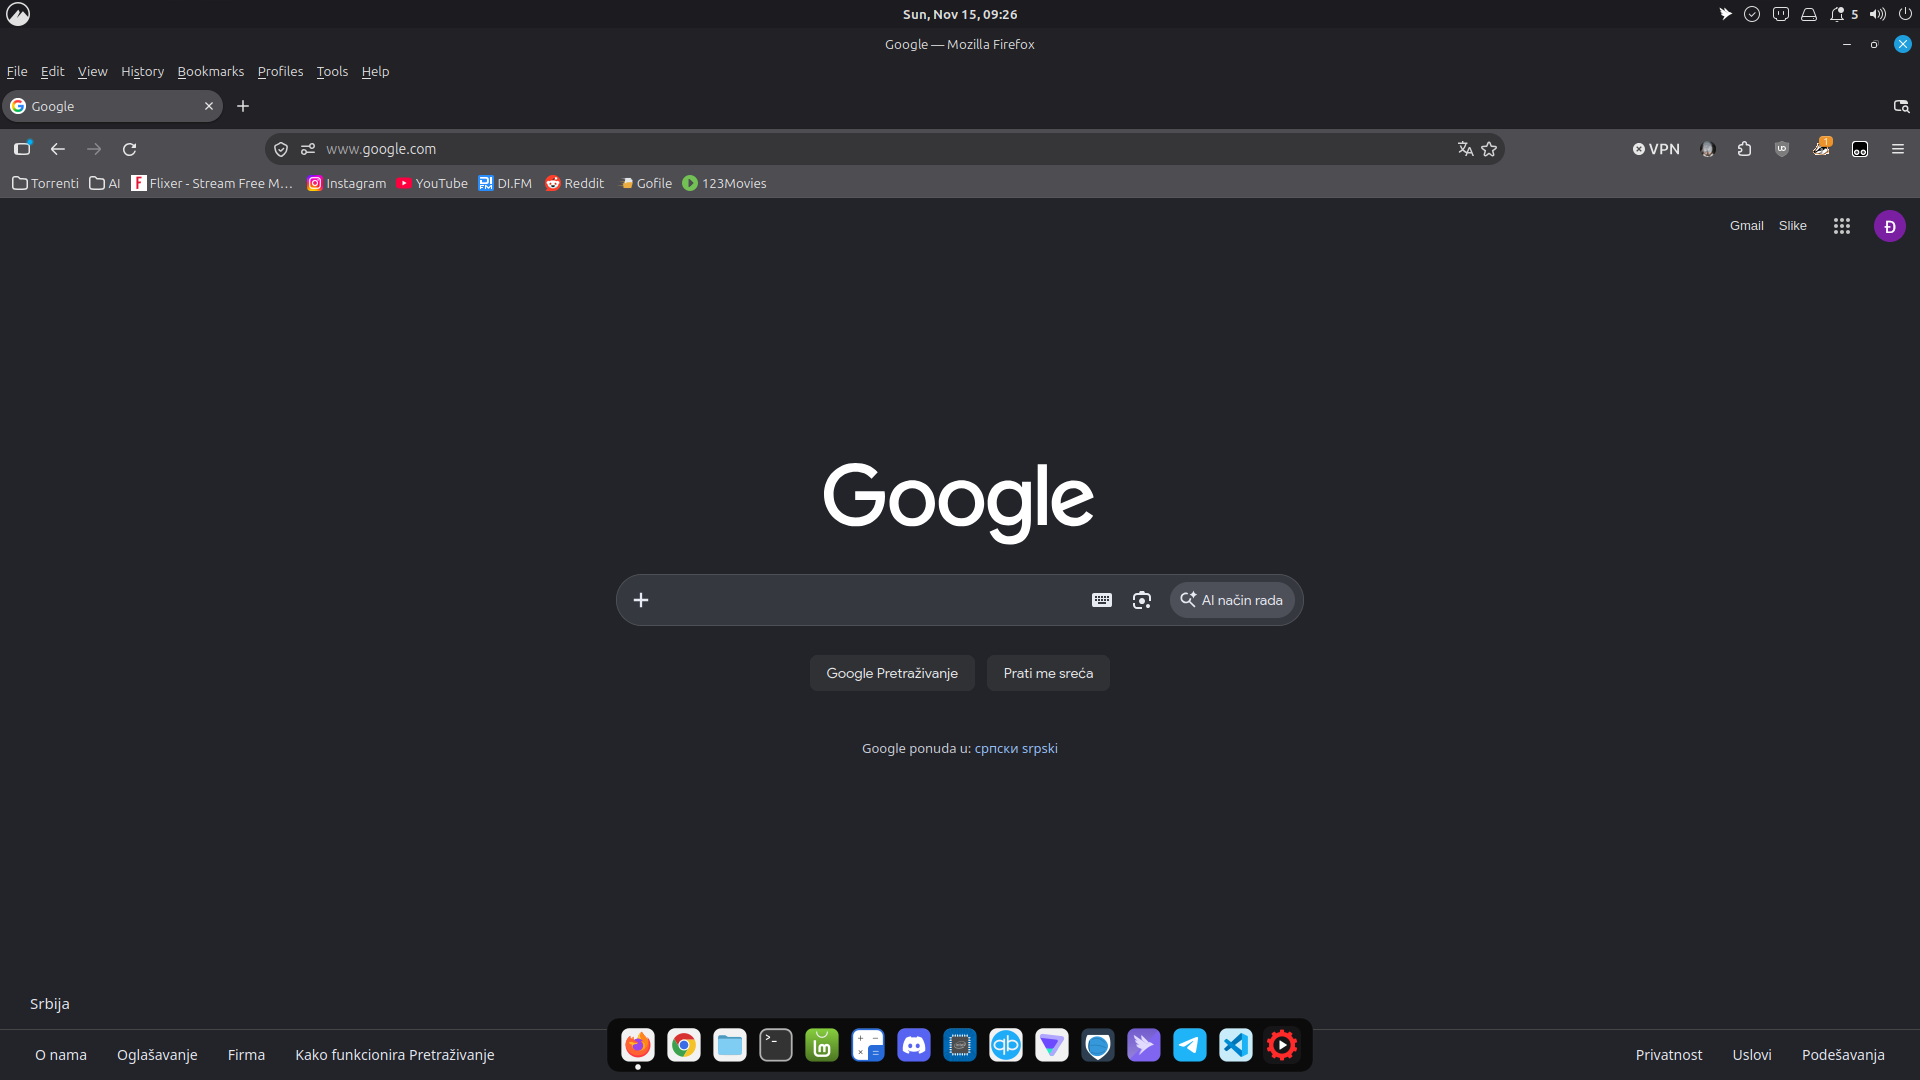 Sun, Nov 15, 09:26
5
Google — Mozilla Firefox
File Edit View History Bookmarks Profiles Tools Help
Google
www.google.com
VPN
1
Torrenti AI Flixer - Stream Free M... Instagram YouTube DI.FM Reddit Gofile 123Movies
Gmail Slike
Đ
Google
AI način rada
Google Pretraživanje Prati me sreća
Google ponuda u: српски srpski
Srbija
O nama Oglašavanje Firma Kako funkcionira Pretraživanje
Privatnost Uslovi Podešavanja